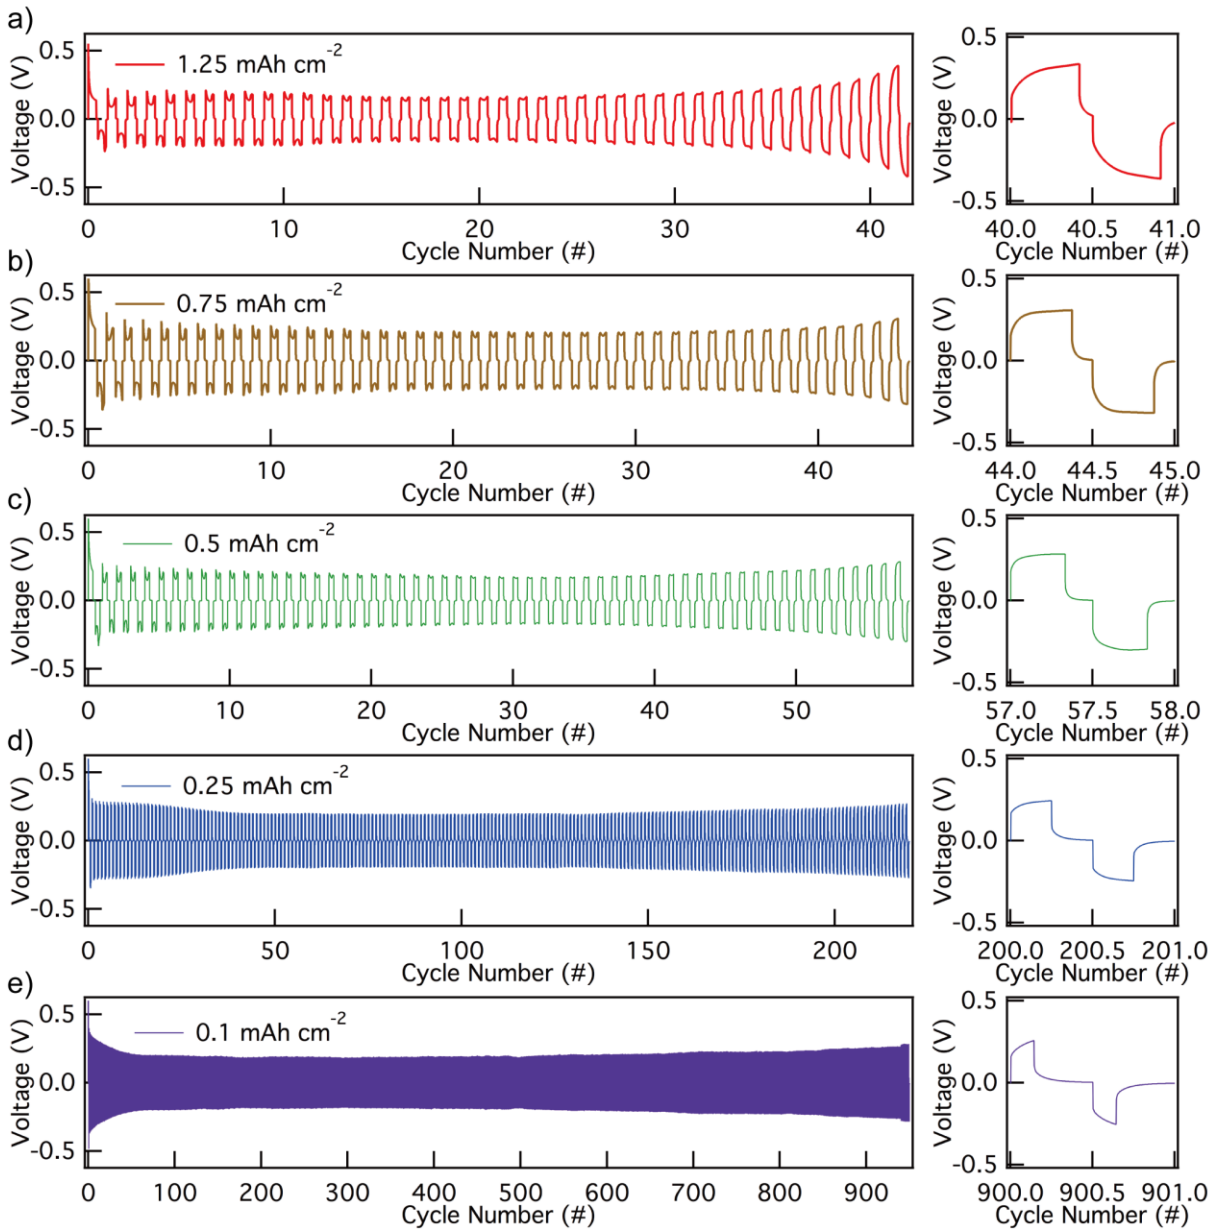 a)
Voltage (V)
0.5
0.0
-0.5
1.25 mAh cm-2
0 10 20 30 40
Cycle Number (#)
Voltage (V)
0.5
0.0
-0.5
40.0 40.5 41.0
Cycle Number (#)
b)
Voltage (V)
0.5
0.0
-0.5
0.75 mAh cm-2
0 10 20 30 40
Cycle Number (#)
Voltage (V)
0.5
0.0
-0.5
44.0 44.5 45.0
Cycle Number (#)
c)
Voltage (V)
0.5
0.0
-0.5
0.5 mAh cm-2
0 10 20 30 40 50
Cycle Number (#)
Voltage (V)
0.5
0.0
-0.5
57.0 57.5 58.0
Cycle Number (#)
d)
Voltage (V)
0.5
0.0
-0.5
0.25 mAh cm-2
0 50 100 150 200
Cycle Number (#)
Voltage (V)
0.5
0.0
-0.5
200.0 200.5 201.0
Cycle Number (#)
e)
Voltage (V)
0.5
0.0
-0.5
0.1 mAh cm-2
0 100 200 300 400 500 600 700 800 900
Cycle Number (#)
Voltage (V)
0.5
0.0
-0.5
900.0 900.5 901.0
Cycle Number (#)